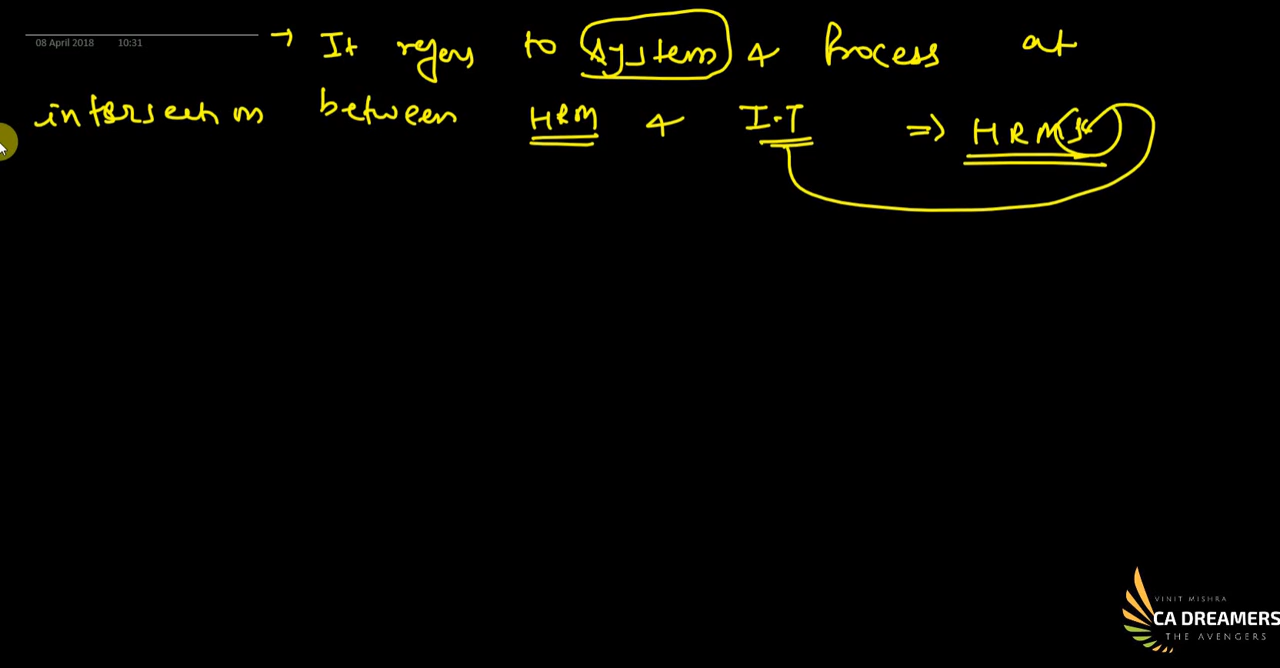 → It refers to System & Process at
08 April 2018 10:31
intersection between HRM & I.T ⇒ HRMS
VINIT MISHRA
CA DREAMERS
THE AVENGERS